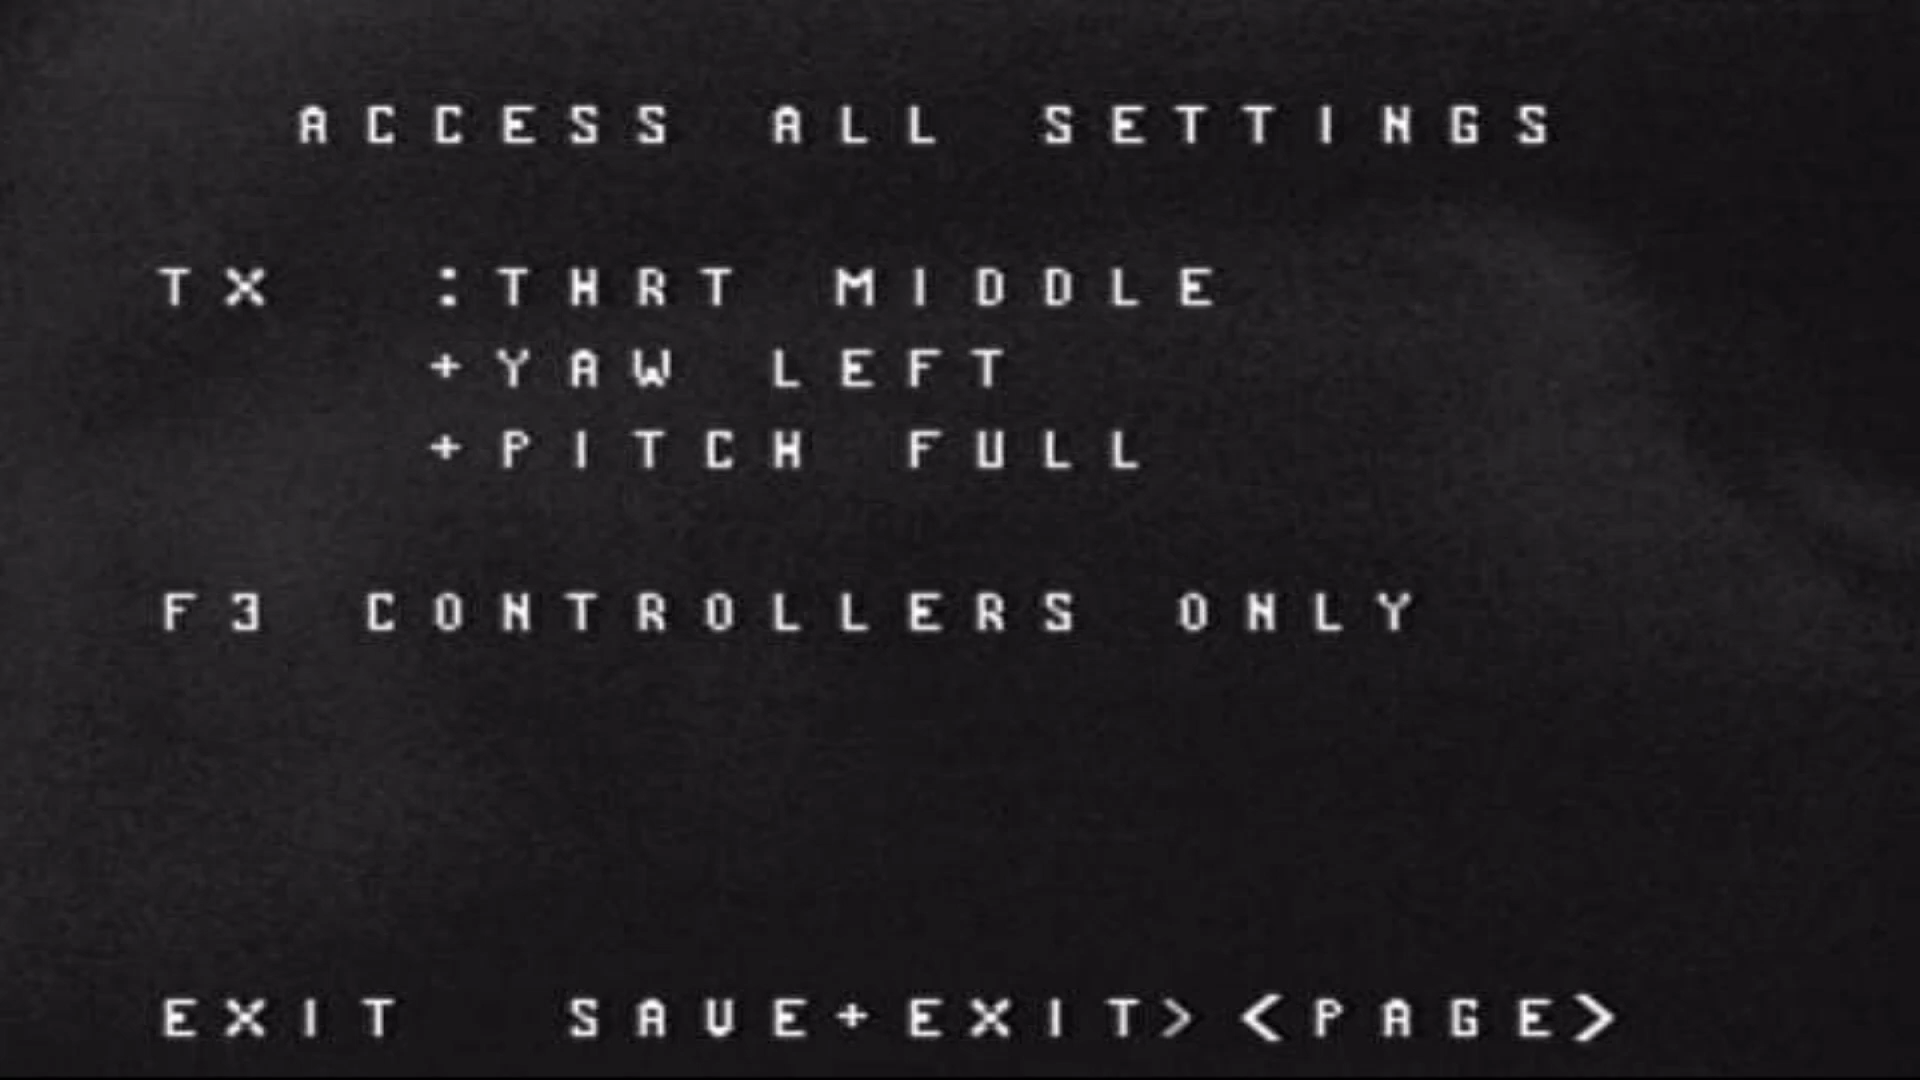 ACCESS ALL SETTINGS
TX :THRT MIDDLE
+YAW LEFT
+PITCH FULL
F3 CONTROLLERS ONLY
EXIT SAVE+EXIT> <PAGE>